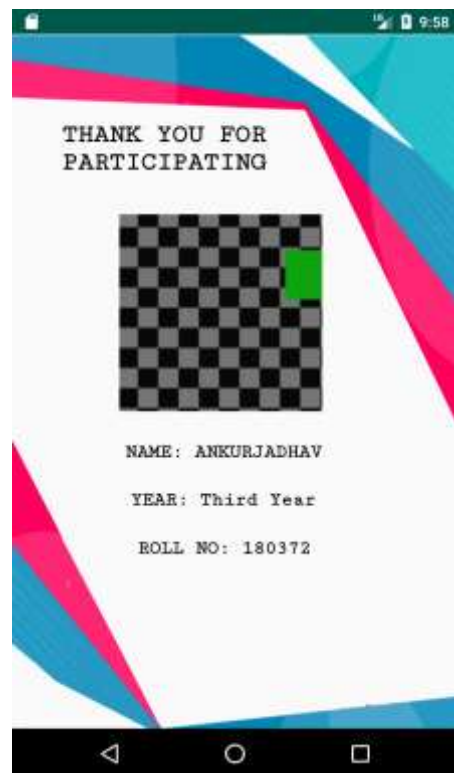 9:58
THANK YOU FOR
PARTICIPATING
NAME: ANKURJADHAV
YEAR: Third Year
ROLL NO: 180372